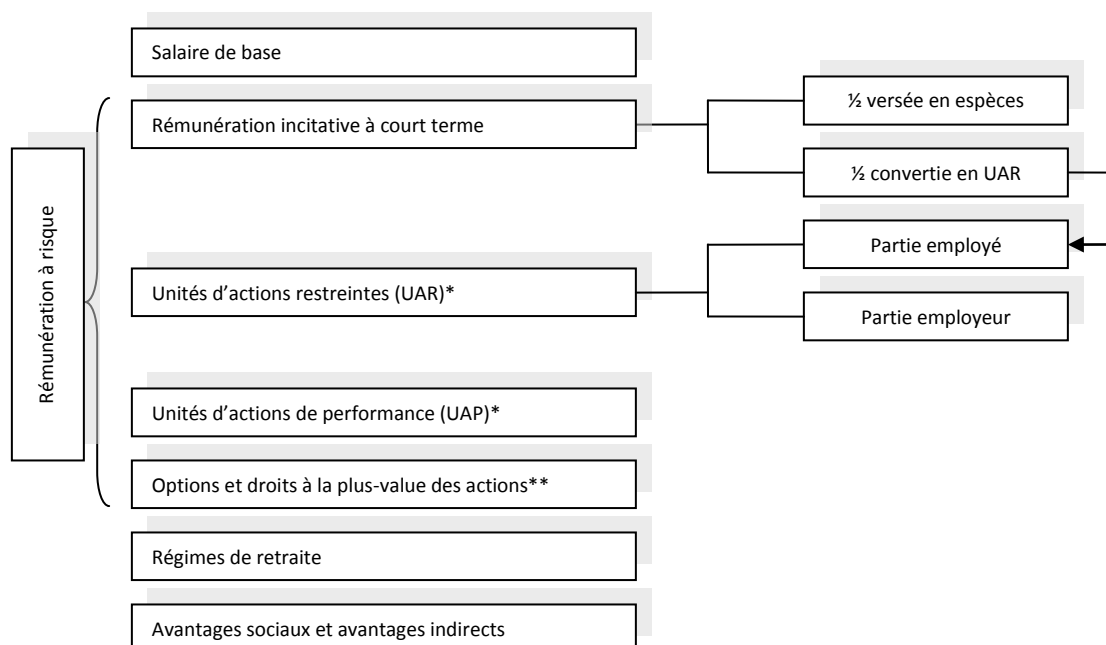 Salaire de base
Rémunération incitative à court terme
½ versée en espèces
½ convertie en UAR
Rémunération à risque
Unités d’actions restreintes (UAR)*
Partie employé
Partie employeur
Unités d’actions de performance (UAP)*
Options et droits à la plus-value des actions**
Régimes de retraite
Avantages sociaux et avantages indirects